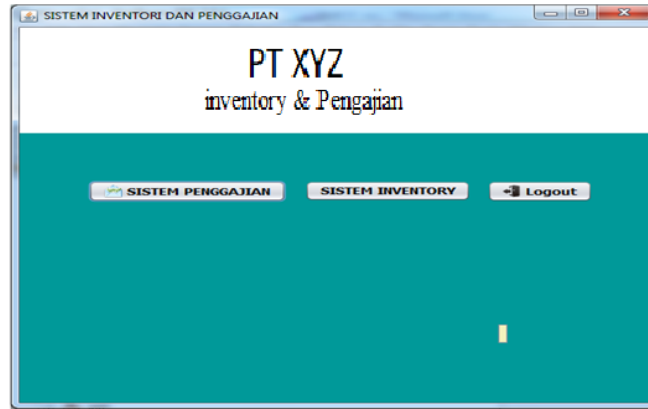 SISTEM INVENTORI DAN PENGGAJIAN
PT XYZ
inventory & Pengajian
SISTEM PENGGAJIAN SISTEM INVENTORY Logout